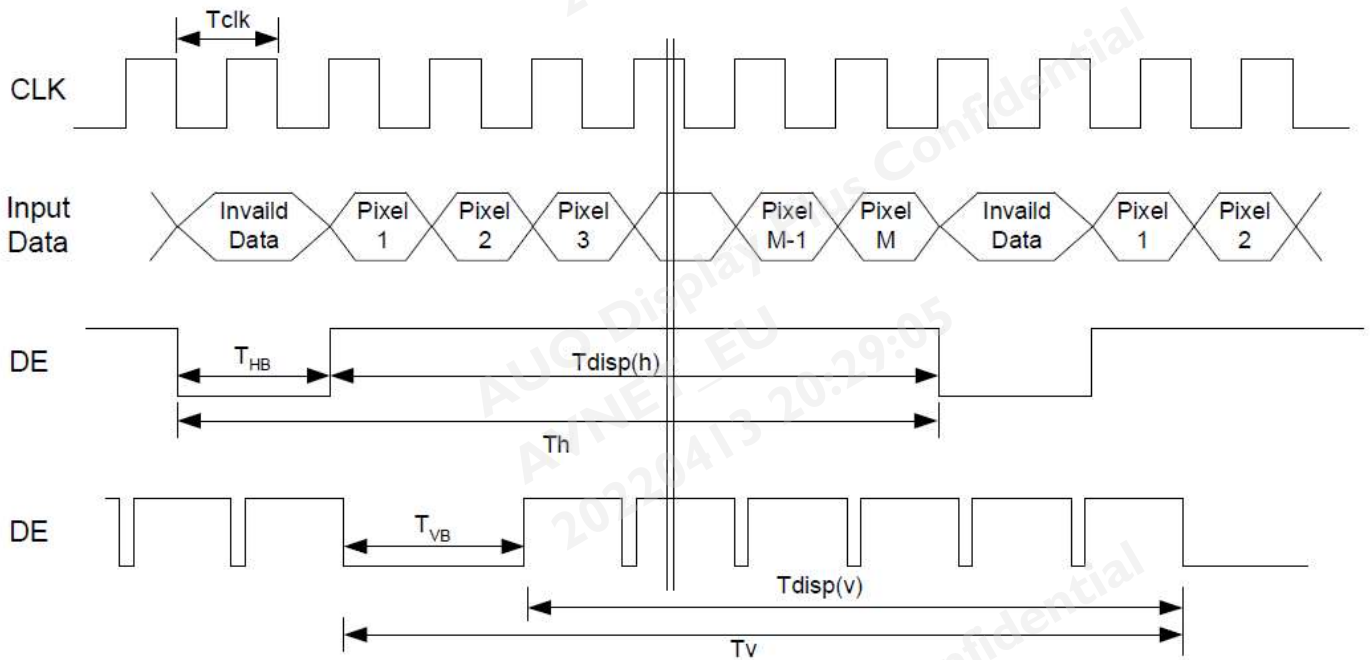 Tclk
CLK
Input
Data
Invaild
Data
Pixel
1
Pixel
2
Pixel
3
Pixel
M-1
Pixel
M
Invaild
Data
Pixel
1
Pixel
2
DE
THB
Tdisp(h)
Th
DE
TVB
Tdisp(v)
Tv
AUO Display Plus Confidential
AVNET_EU
20220413 20:29:05